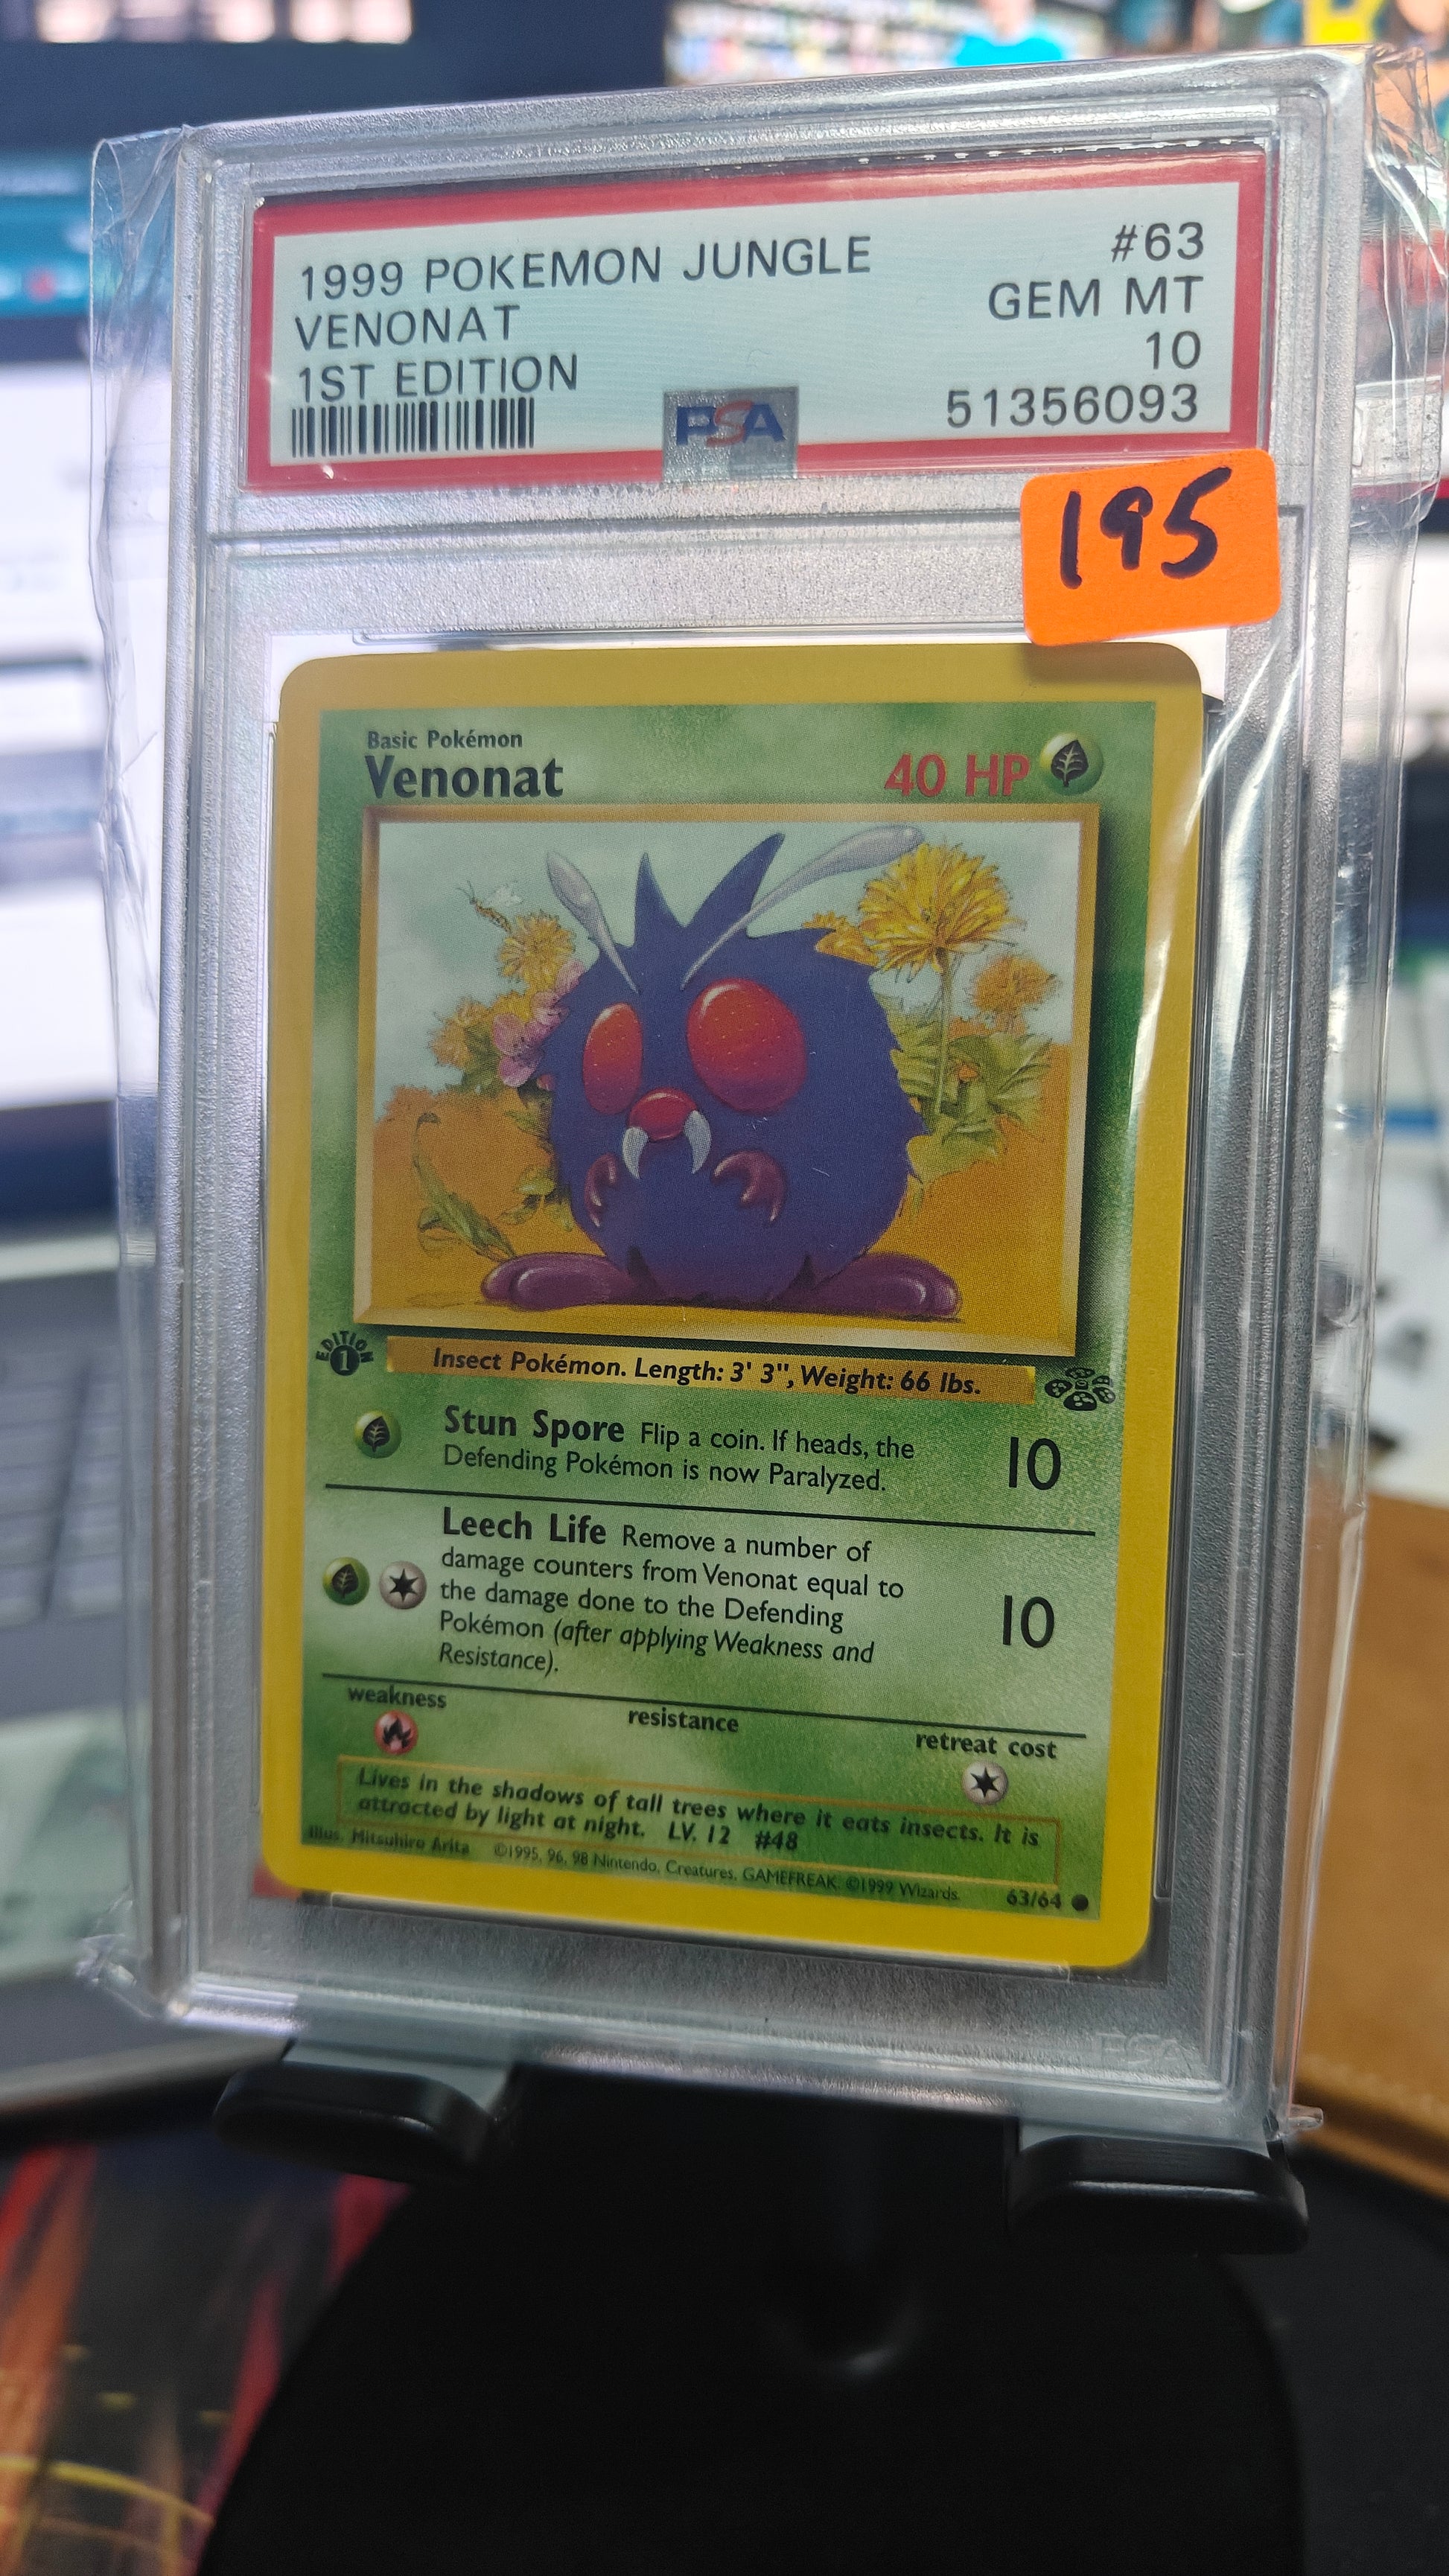 1999 POKEMON JUNGLE #63
VENONAT GEM MT
1ST EDITION 10
51356093
PSA
195
Basic Pokémon
Venonat 40 HP
EDITION
1
Insect Pokémon. Length: 3' 3", Weight: 66 lbs.
Stun Spore Flip a coin. If heads, the
Defending Pokémon is now Paralyzed.
10
Leech Life Remove a number of
damage counters from Venonat equal to
the damage done to the Defending
Pokémon (after applying Weakness and
Resistance).
10
weakness resistance retreat cost
Lives in the shadows of tall trees where it eats insects. It is
attracted by light at night. LV. 12 #48
Illus. Mitsuhiro Arita ©1995, 96, 98 Nintendo, Creatures, GAMEFREAK. ©1999 Wizards. 63/64
PSA